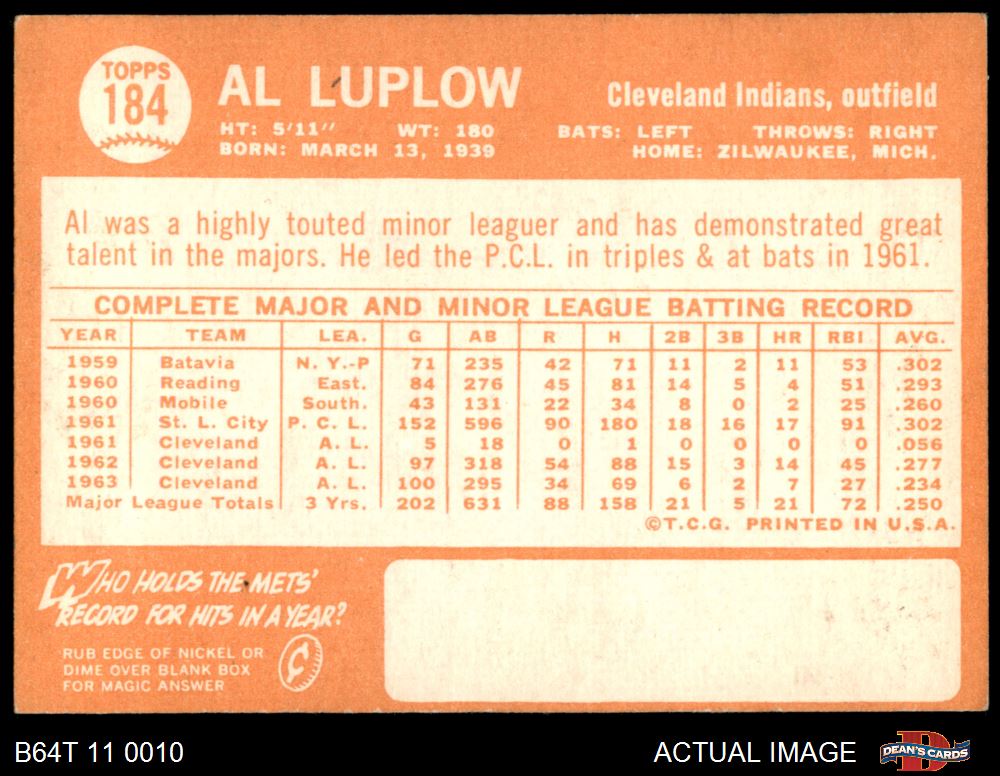 TOPPS
184
AL LUPLOW
Cleveland Indians, outfield
HT: 5'11" WT: 180 BATS: LEFT THROWS: RIGHT
BORN: MARCH 13, 1939 HOME: ZILWAUKEE, MICH.
Al was a highly touted minor leaguer and has demonstrated great
talent in the majors. He led the P.C.L. in triples & at bats in 1961.
COMPLETE MAJOR AND MINOR LEAGUE BATTING RECORD
YEAR TEAM LEA. G AB R H 2B 3B HR RBI AVG.
1959 Batavia N. Y.-P 71 235 42 71 11 2 11 53 .302
1960 Reading East. 84 276 45 81 14 5 4 51 .293
1960 Mobile South. 43 131 22 34 8 0 2 25 .260
1961 St. L. City P. C. L. 152 596 90 180 18 16 17 91 .302
1961 Cleveland A. L. 5 18 0 1 0 0 0 0 .056
1962 Cleveland A. L. 97 318 54 88 15 3 14 45 .277
1963 Cleveland A. L. 100 295 34 69 6 2 7 27 .234
Major League Totals 3 Yrs. 202 631 88 158 21 5 21 72 .250
©T.C.G. PRINTED IN U.S.A.
WHO HOLDS THE METS'
RECORD FOR HITS IN A YEAR?
RUB EDGE OF NICKEL OR
DIME OVER BLANK BOX
FOR MAGIC ANSWER
¢
B64T 11 0010
ACTUAL IMAGE
DEAN'S CARDS